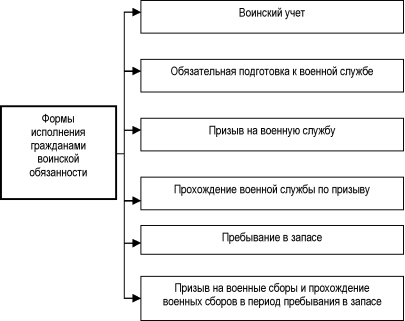 Формы
исполнения
гражданами
воинской
обязанности
Воинский учет
Обязательная подготовка к военной службе
Призыв на военную службу
Прохождение военной службы по призыву
Пребывание в запасе
Призыв на военные сборы и прохождение
военных сборов в период пребывания в запасе